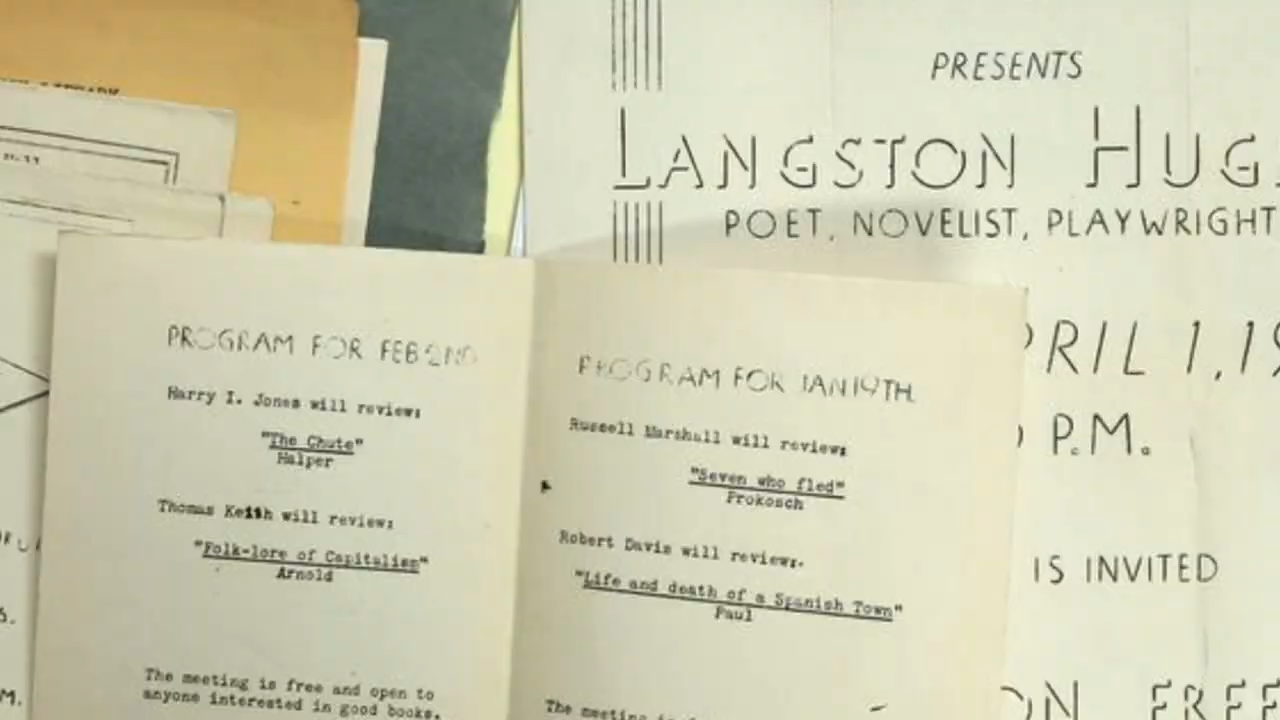 PRESENTS
LANGSTON HUG
POET, NOVELIST, PLAYWRIGHT
PRIL 1, 19
P.M.
IS INVITED
ON FREE
PROGRAM FOR FEB 2ND
Harry I. Jones will review:
"The Chute"
Halper
Thomas Keith will review:
"Folk-lore of Capitalism"
Arnold
The meeting is free and open to
anyone interested in good books.
PROGRAM FOR JAN 19TH
Russell Marshall will review:
"Seven who fled"
Prokosch
Robert Davis will review:
"Life and death of a Spanish Town"
Paul
The meeting is